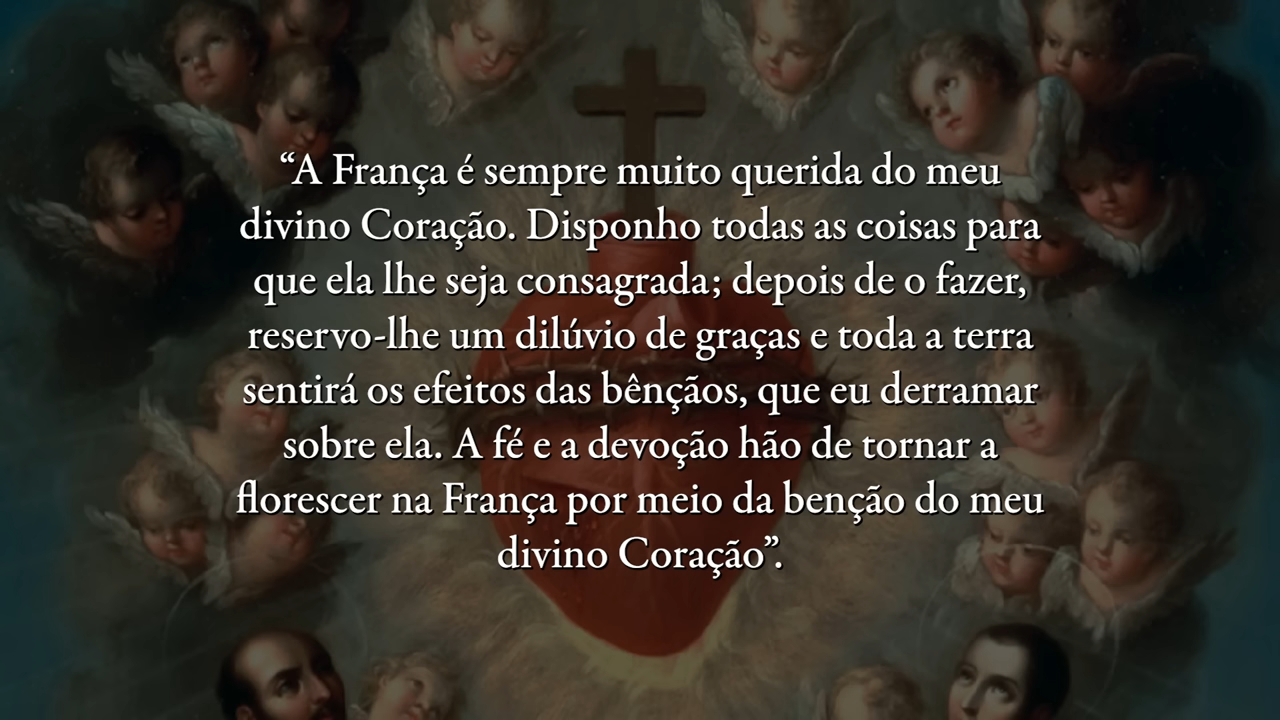 “A França é sempre muito querida do meu
divino Coração. Disponho todas as coisas para
que ela lhe seja consagrada; depois de o fazer,
reservo-lhe um dilúvio de graças e toda a terra
sentirá os efeitos das bênçãos, que eu derramar
sobre ela. A fé e a devoção hão de tornar a
florescer na França por meio da benção do meu
divino Coração”.